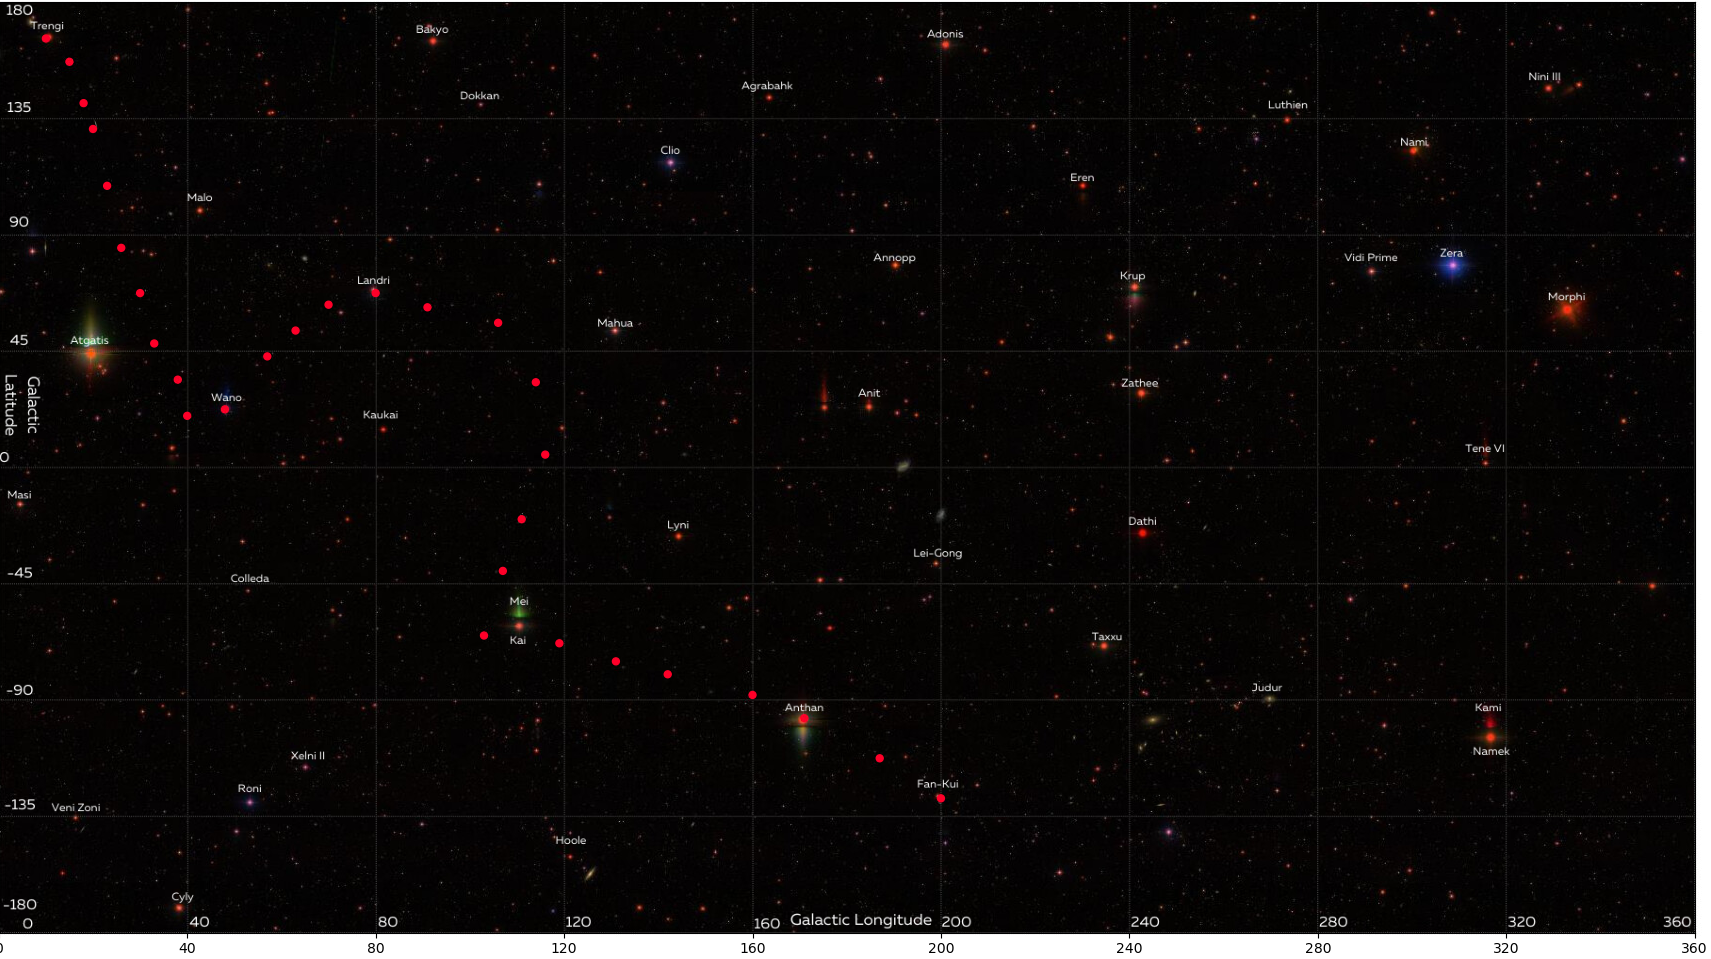 180
Trengi
Bakyo
Adonis
Nini III
Agrabahk
Dokkan
Luthien
135
Nami
Clio
Eren
Malo
90
Zera
Annopp
Vidi Prime
Krup
Landri
Morphi
Mahua
45
Atgatis
Zathee
Anit
Wano
Kaukai
Galactic
Latitude
Tene VI
0
Masi
Dathi
Lyni
Lei-Gong
-45
Colleda
Mei
Taxxu
Kai
Judur
-90
Anthan
Kami
Namek
Xelni II
Fan-Kui
Roni
-135
Veni Zoni
Hoole
Cyly
-180
0 40 80 120 160 Galactic Longitude 200 240 280 320 360
0 40 80 120 160 200 240 280 320 360